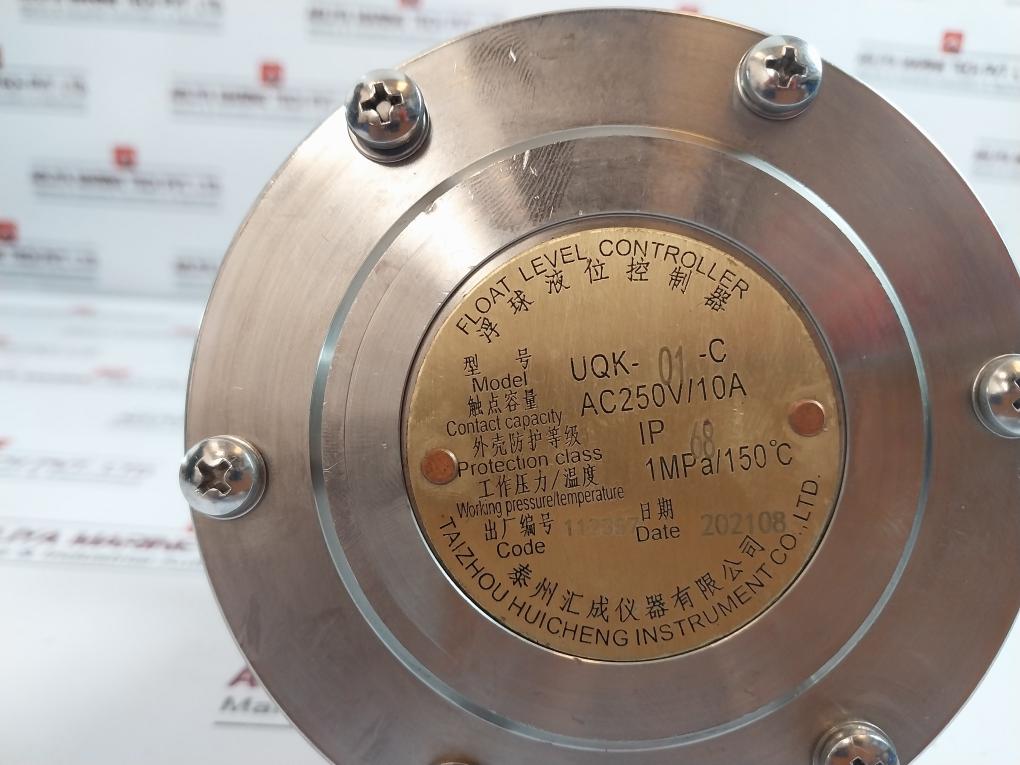 FLOAT LEVEL CONTROLLER
浮球液位控制器
型号 UQK-01-C
Model
触点容量 AC250V/10A
Contact capacity
外壳防护等级 IP 68
Protection class
工作压力/温度 1MPa/150℃
Working pressure/temperature
出厂编号 112357 日期
Code Date 202108
泰州汇成仪器有限公司
TAIZHOU HUICHENG INSTRUMENT CO.,LTD.